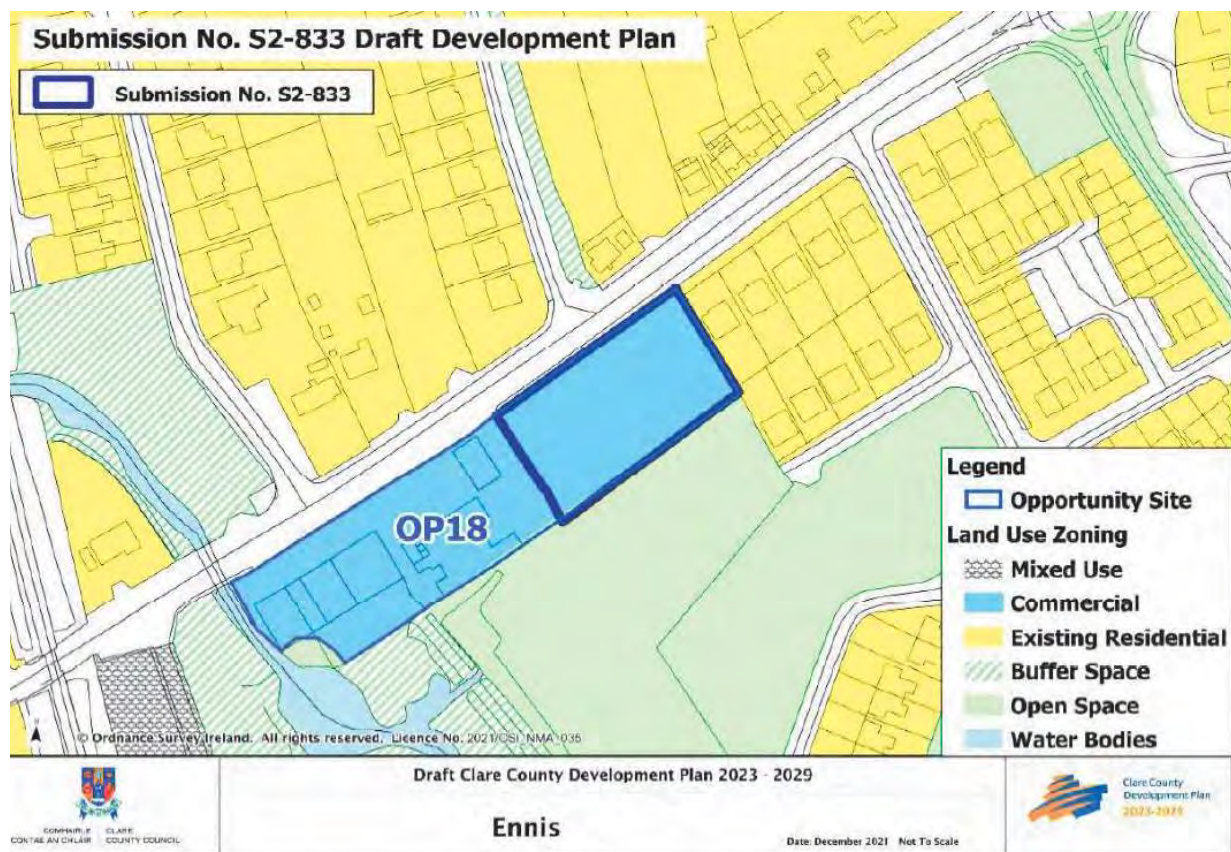 Submission No. S2-833 Draft Development Plan
Submission No. S2-833
OP18
Legend
Opportunity Site
Land Use Zoning
Mixed Use
Commercial
Existing Residential
Buffer Space
Open Space
Water Bodies
N
© Ordnance Survey Ireland. All rights reserved. Licence No. 2021/OSI_NMA_035
COMHAIRLE CONTAE AN CHLÁIR
CLARE COUNTY COUNCIL
Draft Clare County Development Plan 2023 - 2029
Ennis
Date: December 2021 Not To Scale
Clare County
Development Plan
2023-2029